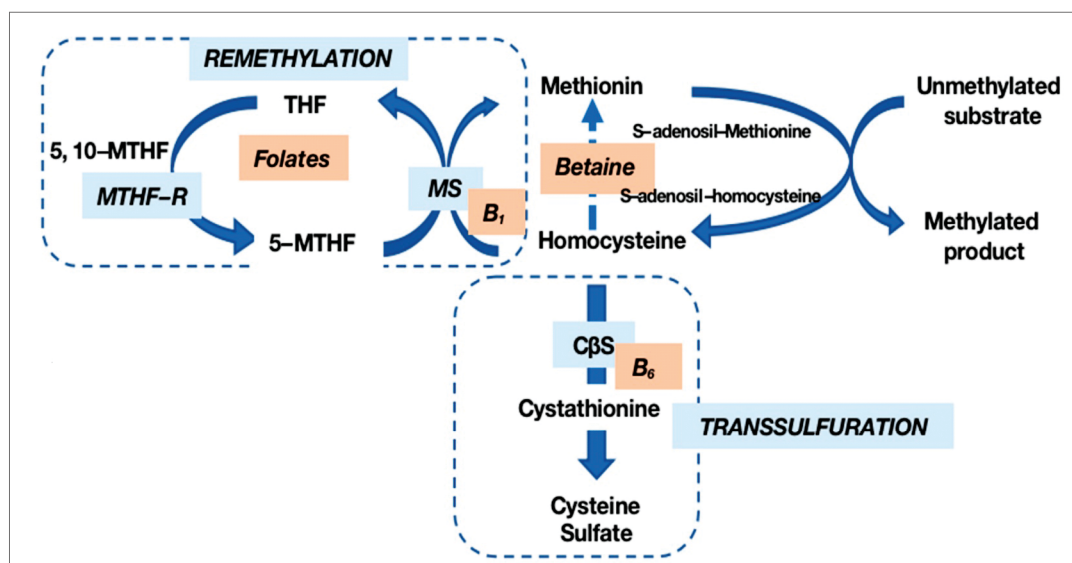 REMETHYLATION
THF
5, 10–MTHF
Folates
MTHF–R
5–MTHF
MS
B₁
Methionin
S–adenosil–Methionine
Betaine
S–adenosil–homocysteine
Homocysteine
Unmethylated
substrate
Methylated
product
CβS
B₆
Cystathionine
TRANSSULFURATION
Cysteine
Sulfate